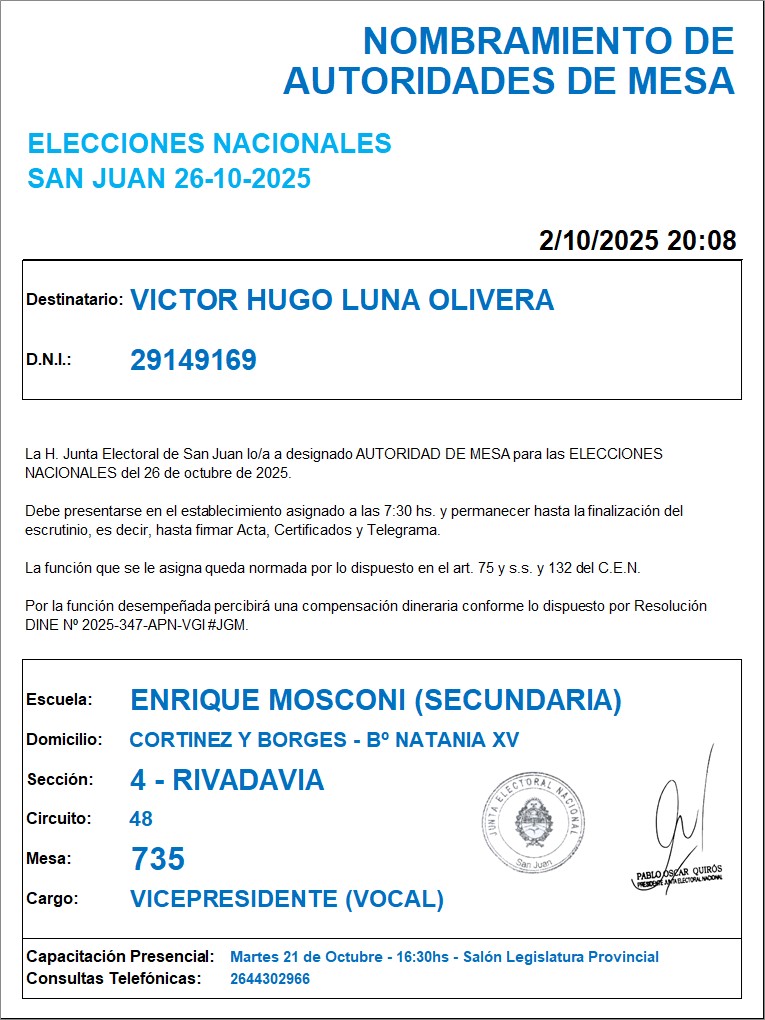 NOMBRAMIENTO DE
AUTORIDADES DE MESA
ELECCIONES NACIONALES
SAN JUAN 26-10-2025
2/10/2025 20:08
Destinatario: VICTOR HUGO LUNA OLIVERA
D.N.I.: 29149169
La H. Junta Electoral de San Juan lo/a a designado AUTORIDAD DE MESA para las ELECCIONES
NACIONALES del 26 de octubre de 2025.
Debe presentarse en el establecimiento asignado a las 7:30 hs. y permanecer hasta la finalización del
escrutinio, es decir, hasta firmar Acta, Certificados y Telegrama.
La función que se le asigna queda normada por lo dispuesto en el art. 75 y s.s. y 132 del C.E.N.
Por la función desempeñada percibirá una compensación dineraria conforme lo dispuesto por Resolución
DINE Nº 2025-347-APN-VGI#JGM.
Escuela: ENRIQUE MOSCONI (SECUNDARIA)
Domicilio: CORTINEZ Y BORGES - Bº NATANIA XV
Sección: 4 - RIVADAVIA
Circuito: 48
Mesa: 735
Cargo: VICEPRESIDENTE (VOCAL)
JUNTA ELECTORAL NACIONAL
San Juan
PABLO OSCAR QUIRÓS
PRESIDENTE JUNTA ELECTORAL NACIONAL
Capacitación Presencial: Martes 21 de Octubre - 16:30hs - Salón Legislatura Provincial
Consultas Telefónicas: 2644302966